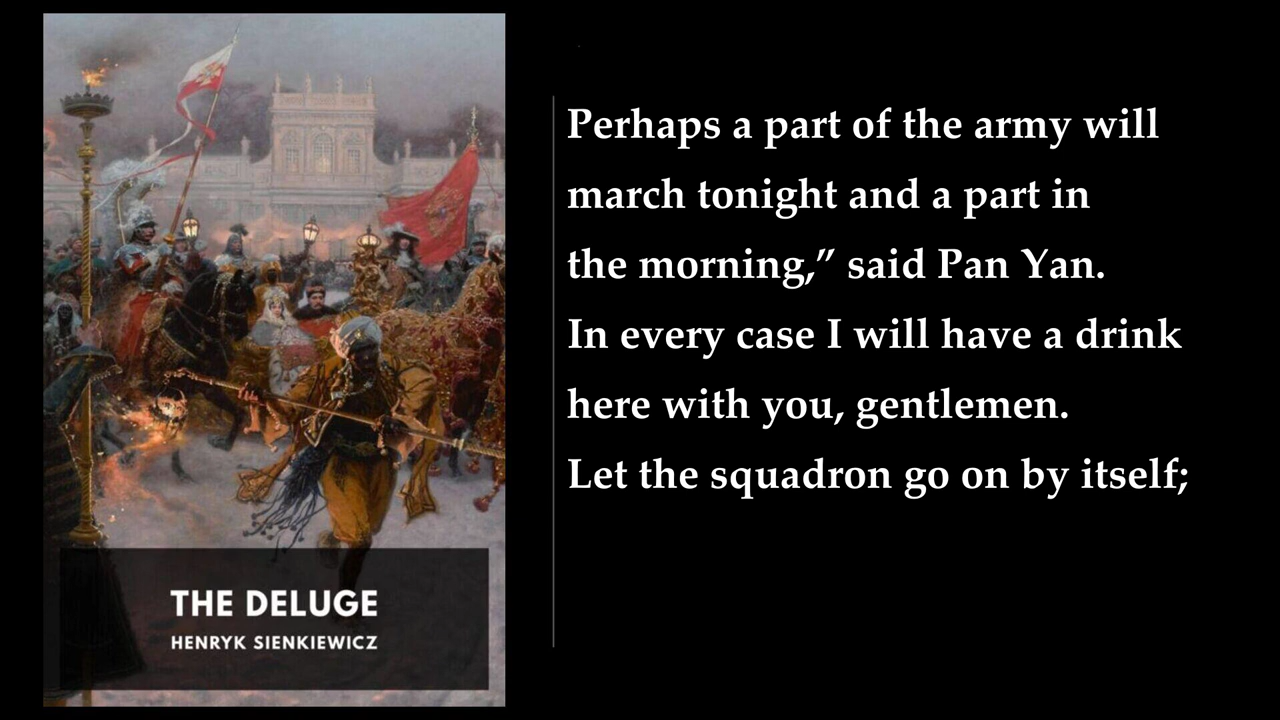 THE DELUGE
HENRYK SIENKIEWICZ
Perhaps a part of the army will
march tonight and a part in
the morning,” said Pan Yan.
In every case I will have a drink
here with you, gentlemen.
Let the squadron go on by itself;